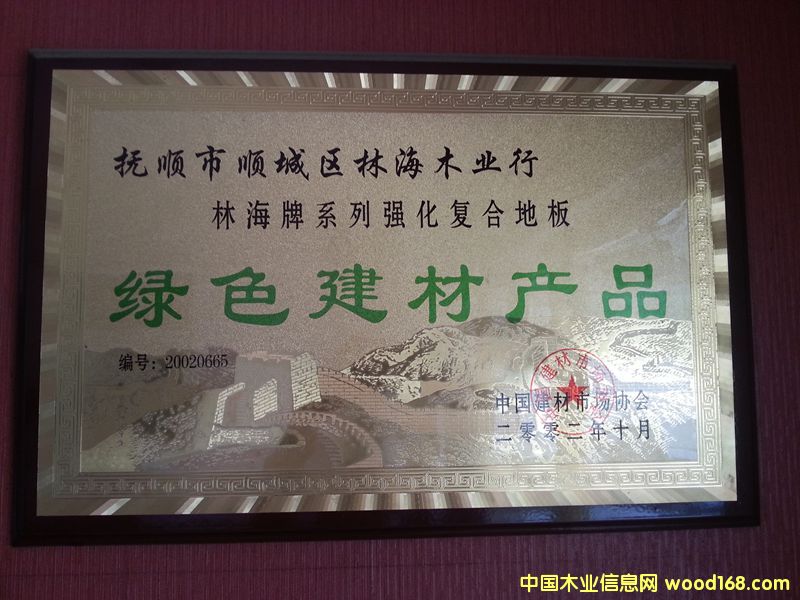 抚顺市顺城区林海木业行
林海牌系列强化复合地板
绿色建材产品
编号：20020665
中国建材市场协会
二零零二年十月
中国木业信息网 wood168.com